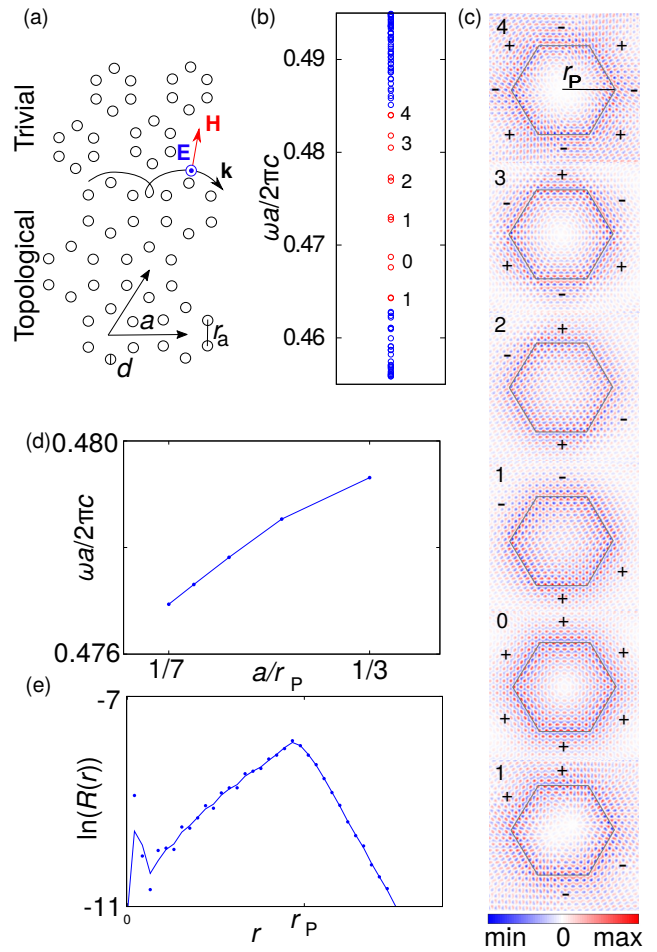 (a)
Trivial
Topological
E
H
k
a
d
r_a
(b)
0.49
0.48
0.47
0.46
ωa/2πc
4
3
2
1
0
1
(c)
4
+ - +
r_P
- -
+ - +
3
+
- -
+ +
-
2
+
-
-
+
1
-
-
+
+
0
+
+ +
+ +
+
1
+
+
-
-
min 0 max
(d)
0.480
0.476
ωa/2πc
1/7 a/r_P 1/3
(e)
-7
-11
ln(R(r))
0 r r_P